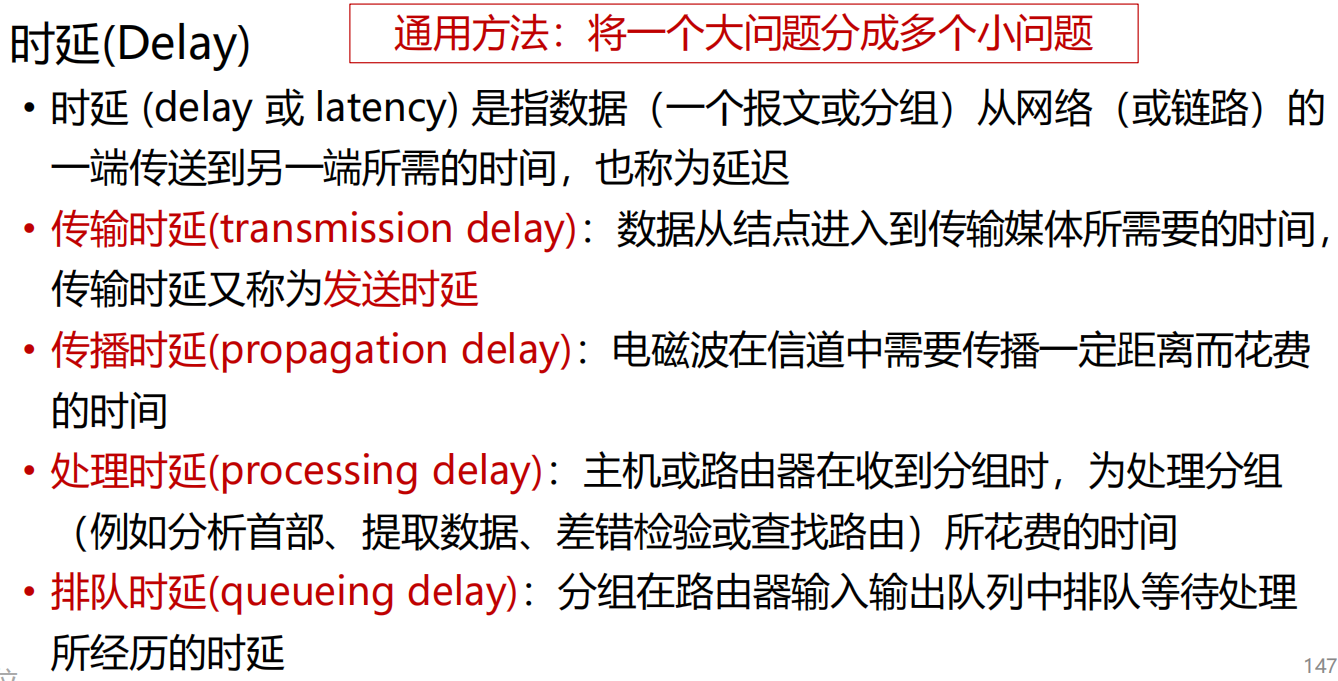 时延(Delay)
通用方法：将一个大问题分成多个小问题
• 时延 (delay 或 latency) 是指数据（一个报文或分组）从网络（或链路）的
一端传送到另一端所需的时间，也称为延迟
• 传输时延(transmission delay)：数据从结点进入到传输媒体所需要的时间，
传输时延又称为发送时延
• 传播时延(propagation delay)：电磁波在信道中需要传播一定距离而花费
的时间
• 处理时延(processing delay)：主机或路由器在收到分组时，为处理分组
（例如分析首部、提取数据、差错检验或查找路由）所花费的时间
• 排队时延(queueing delay)：分组在路由器输入输出队列中排队等待处理
所经历的时延
147